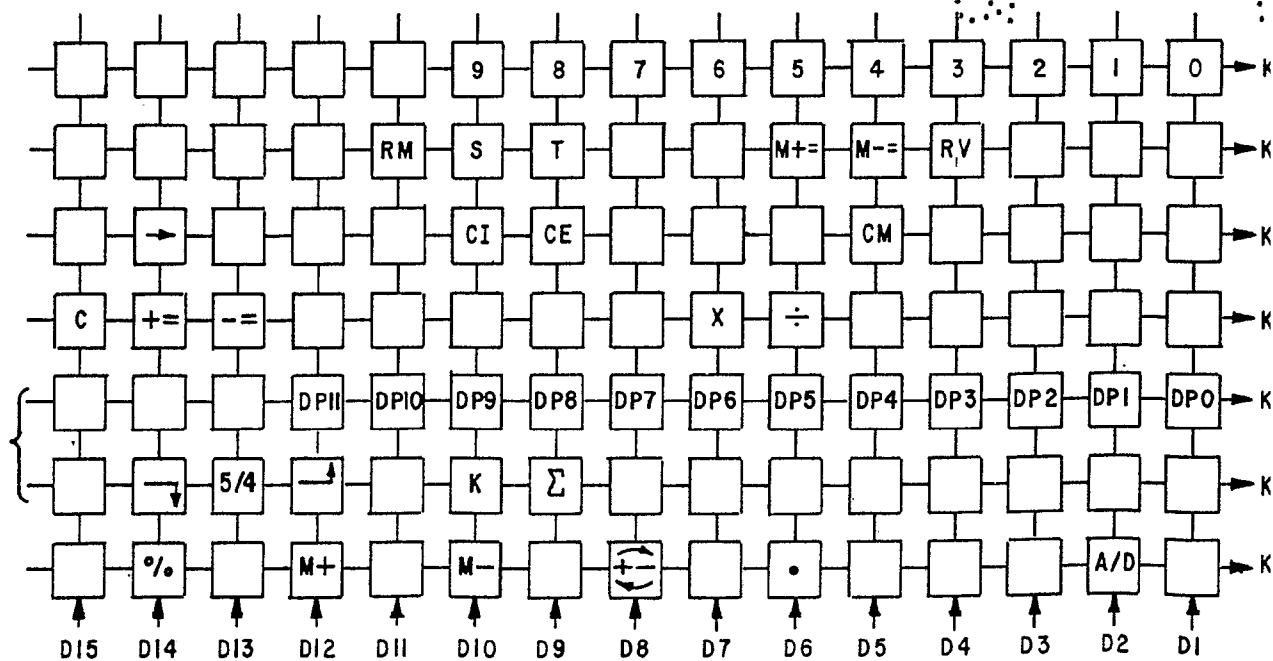 9 8 7 6 5 4 3 2 1 0 K
RM S T M+= M-= RV K
→ CI CE CM K
C += -= X ÷ K
DP11 DP10 DP9 DP8 DP7 DP6 DP5 DP4 DP3 DP2 DP1 DP0 K
5/4 K Σ K
% M+ M- + - • A/D K
D15 D14 D13 D12 D11 D10 D9 D8 D7 D6 D5 D4 D3 D2 D1